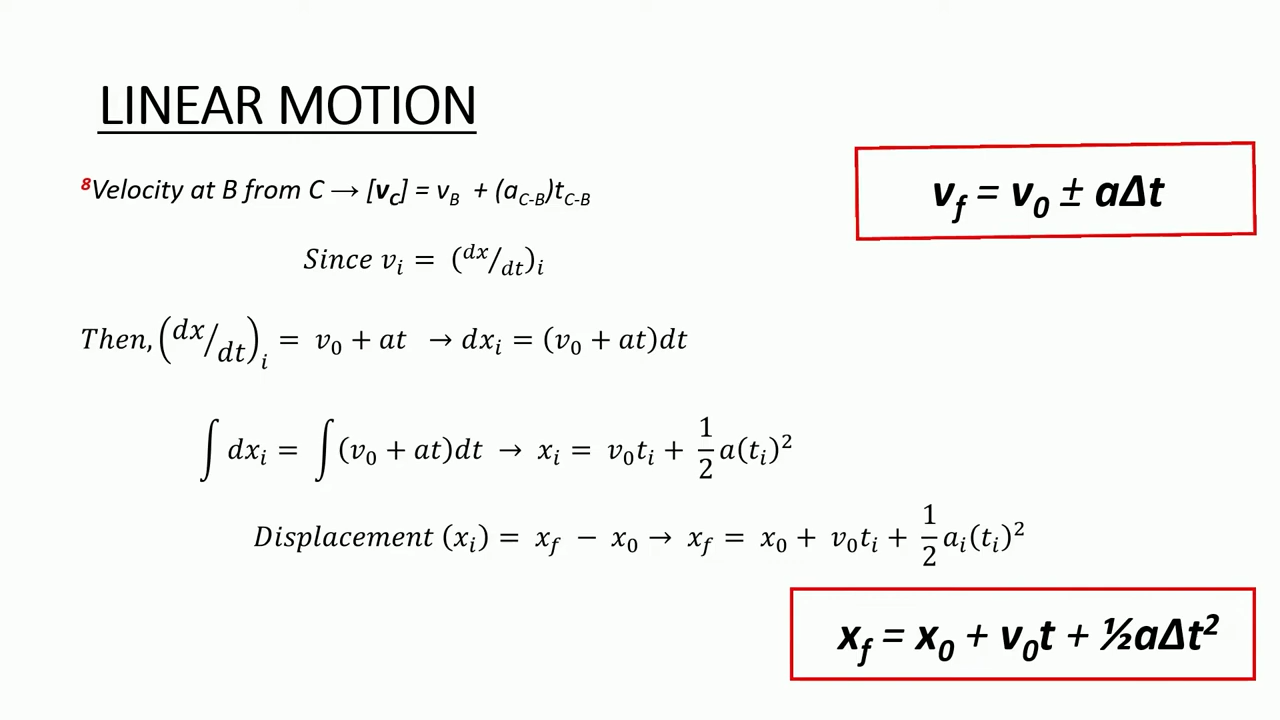 LINEAR MOTION
⁸Velocity at B from C → [v_C] = v_B + (a_C-B)t_C-B
v_f = v_0 ± aΔt
Since v_i = (dx/dt)_i
Then, (dx/dt)_i = v_0 + at → dx_i = (v_0 + at)dt
∫ dx_i = ∫(v_0 + at)dt → x_i = v_0t_i + 1/2 a(t_i)²
Displacement (x_i) = x_f − x_0 → x_f = x_0 + v_0t_i + 1/2 a_i(t_i)²
x_f = x_0 + v_0t + ½aΔt²